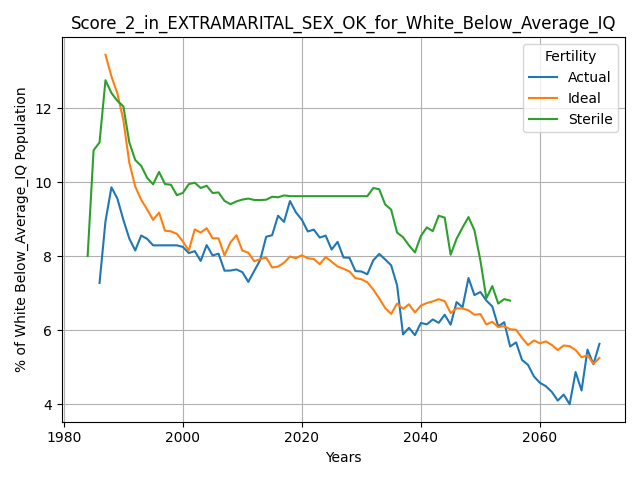 Score_2_in_EXTRAMARITAL_SEX_OK_for_White_Below_Average_IQ
% of White Below_Average_IQ Population
12
10
8
6
4
Fertility
Actual
Ideal
Sterile
1980 2000 2020 2040 2060
Years